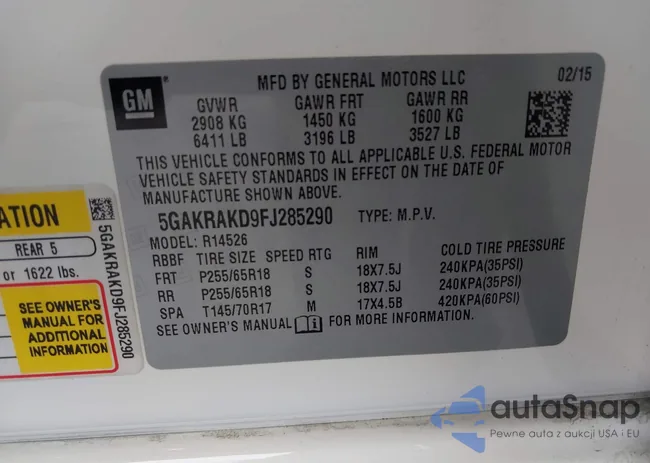 GM
MFD BY GENERAL MOTORS LLC 02/15
GVWR GAWR FRT GAWR RR
2908 KG 1450 KG 1600 KG
6411 LB 3196 LB 3527 LB
THIS VEHICLE CONFORMS TO ALL APPLICABLE U.S. FEDERAL MOTOR
VEHICLE SAFETY STANDARDS IN EFFECT ON THE DATE OF
MANUFACTURE SHOWN ABOVE.
5GAKRAKD9FJ285290 TYPE: M.P.V.
MODEL: R14526
RBBF TIRE SIZE SPEED RTG RIM COLD TIRE PRESSURE
FRT P255/65R18 S 18X7.5J 240KPA(35PSI)
RR P255/65R18 S 18X7.5J 240KPA(35PSI)
SPA T145/70R17 M 17X4.5B 420KPA(60PSI)
SEE OWNER'S MANUAL FOR MORE INFORMATION.
ATION
REAR 5
or 1622 lbs.
SEE OWNER'S
MANUAL FOR
ADDITIONAL
INFORMATION
5GAKRAKD9FJ285290
autaSnap
Pewne auta z aukcji USA i EU